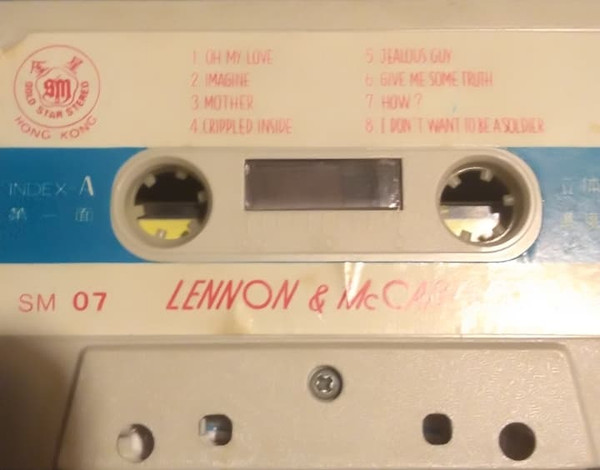 1 OH MY LOVE
2 IMAGINE
3 MOTHER
4 CRIPPLED INSIDE
5 JEALOUS GUY
6 GIVE ME SOME TRUTH
7 HOW?
8 I DON'T WANT TO BE A SOLDIER
SM
GOLD STAR STEREO
HONG KONG
INDEX-A
第一面
立
SM 07
LENNON & McCA